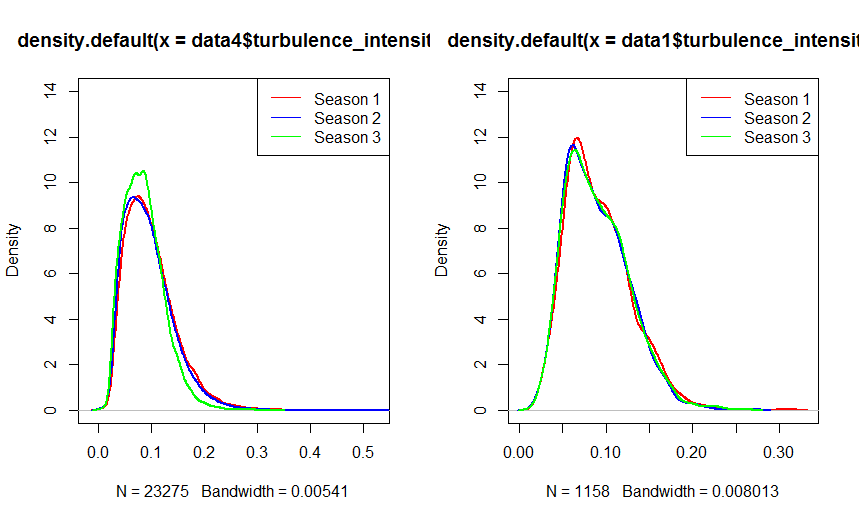 density.default(x = data4$turbulence_intensit
Season 1
Season 2
Season 3
Density
14
12
10
8
6
4
2
0
0.0 0.1 0.2 0.3 0.4 0.5
N = 23275 Bandwidth = 0.00541
density.default(x = data1$turbulence_intensit
Season 1
Season 2
Season 3
Density
14
12
10
8
6
4
2
0
0.00 0.10 0.20 0.30
N = 1158 Bandwidth = 0.008013